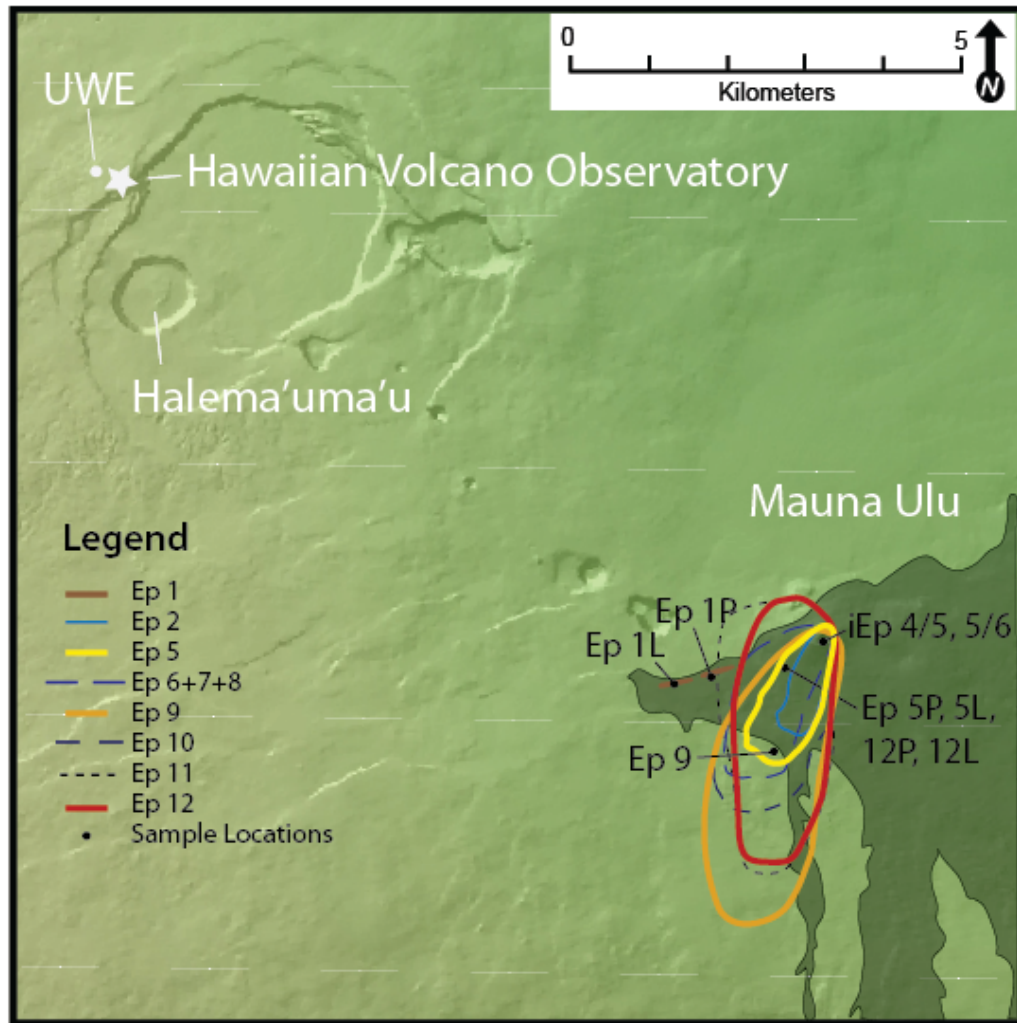 0 5
Kilometers
N
UWE
Hawaiian Volcano Observatory
Halema'uma'u
Mauna Ulu
Legend
Ep 1
Ep 2
Ep 5
Ep 6+7+8
Ep 9
Ep 10
Ep 11
Ep 12
Sample Locations
Ep 1P
Ep 1L
iEp 4/5, 5/6
Ep 5P, 5L,
12P, 12L
Ep 9